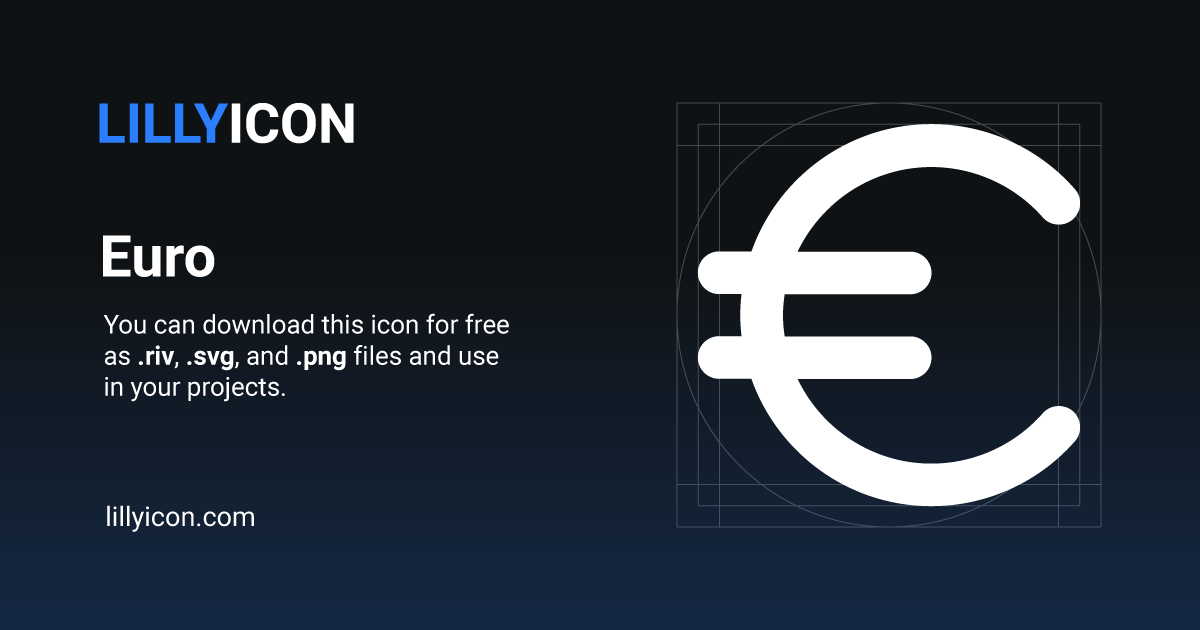 LILLYICON
Euro
You can download this icon for free
as .riv, .svg, and .png files and use
in your projects.
lillyicon.com
€